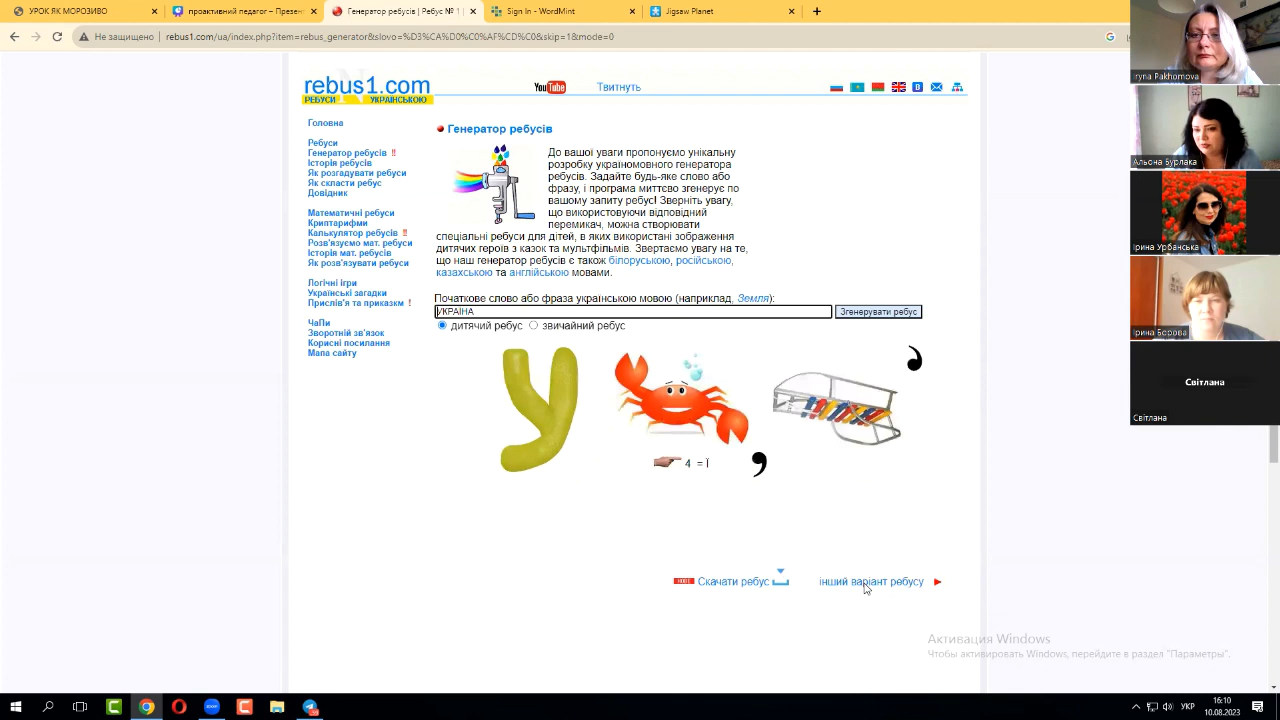 УРОК ЯК МОРОЗИВО
проактивний педагог – Презен
Генератор ребусів | Ребус № 1
Sign In - WordMint
Jigsaw Planet
Не защищено
rebus1.com/ua/index.php?item=rebus_generator&slovo=%D3%CA%D0%C0%AF%CD%C0&skip=1&mode=0
rebus1.com
РЕБУСИ УКРАЇНСЬКОЮ
YouTube
Твитнуть
Головна
Ребуси
Генератор ребусів !!
Історія ребусів
Як розгадувати ребуси
Як скласти ребус
Довідник
Математичні ребуси
Криптарифми
Калькулятор ребусів !!
Розв'язуємо мат. ребуси
Історія мат. ребусів
Як розв'язувати ребуси
Логічні ігри
Українські загадки
Прислів'я та приказки !
ЧаПи
Зворотній зв'язок
Корисні посилання
Мапа сайту
Генератор ребусів
До вашої уваги пропонуємо унікальну
розробку україномовного генератора
ребусів. Задайте будь-яке слово або
фразу, і програма миттєво згенерує по
вашому запиту ребус! Зверніть увагу,
що використовуючи відповідний
перемикач, можна створювати
спеціальні ребуси для дітей, в яких використані зображення
дитячих героїв з казок та мультфільмів. Звертаємо увагу на те,
що наш генератор ребусів є також білоруською, російською,
казахською та англійською мовами.
Початкове слово або фраза українською мовою (наприклад, Земля):
УКРАЇНА
Згенерувати ребус
дитячий ребус звичайний ребус
У
,
4 = Ї
,
Скачати ребус
інший варіант ребусу
Активация Windows
Чтобы активировать Windows, перейдите в раздел "Параметры".
Iryna Pakhomova
Альона Бурлака
Ірина Урбанська
Ірина Борова
Світлана
Світлана
УКР
16:10
10.08.2023